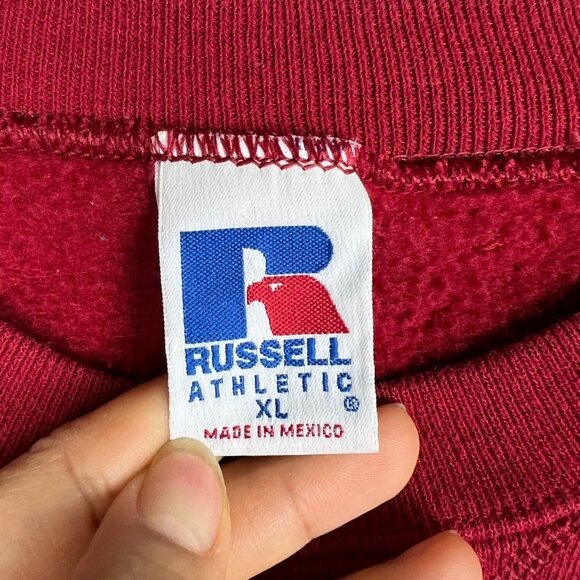 R
RUSSELL
ATHLETIC
XL ®
MADE IN MEXICO